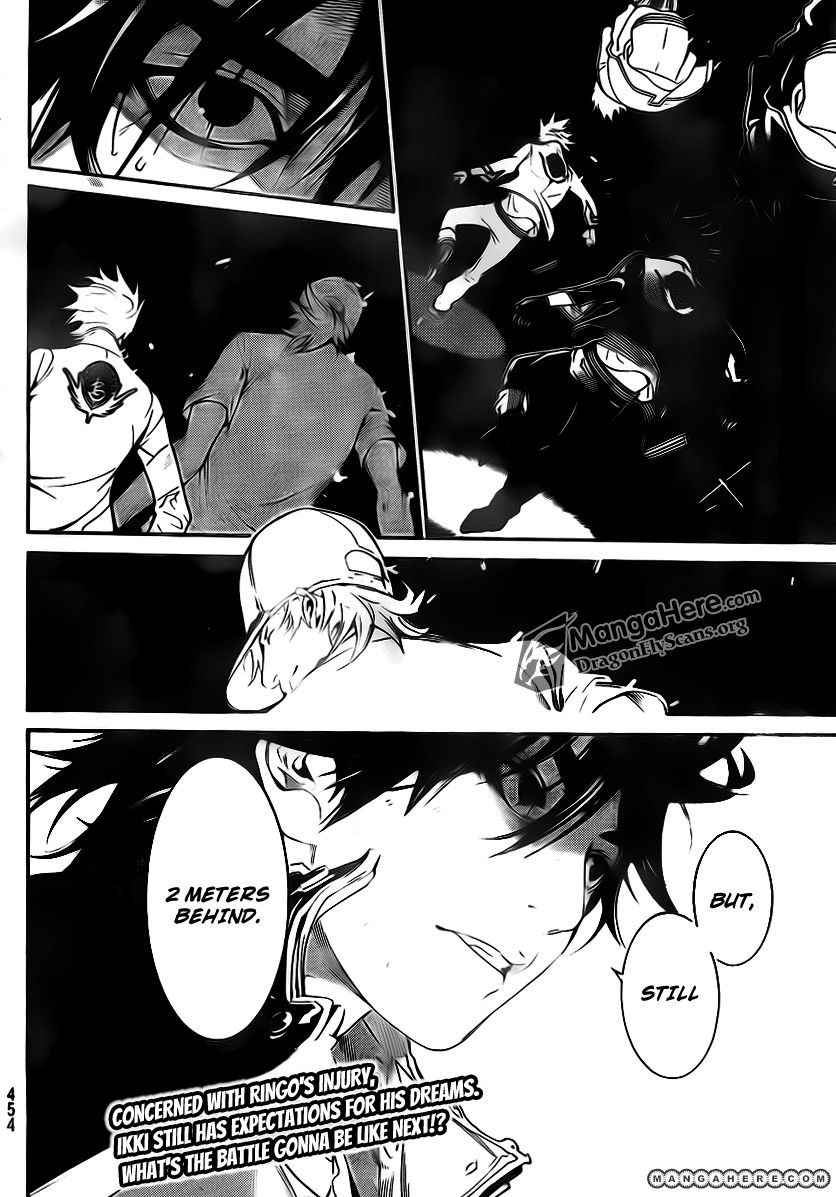 MangaHere.com
DragonFlyScans.org
BUT,
STILL
2 METERS
BEHIND.
CONCERNED WITH RINGO'S INJURY,
IKKI STILL HAS EXPECTATIONS FOR HIS DREAMS.
WHAT'S THE BATTLE GONNA BE LIKE NEXT!?
454
MANGAHERE.COM